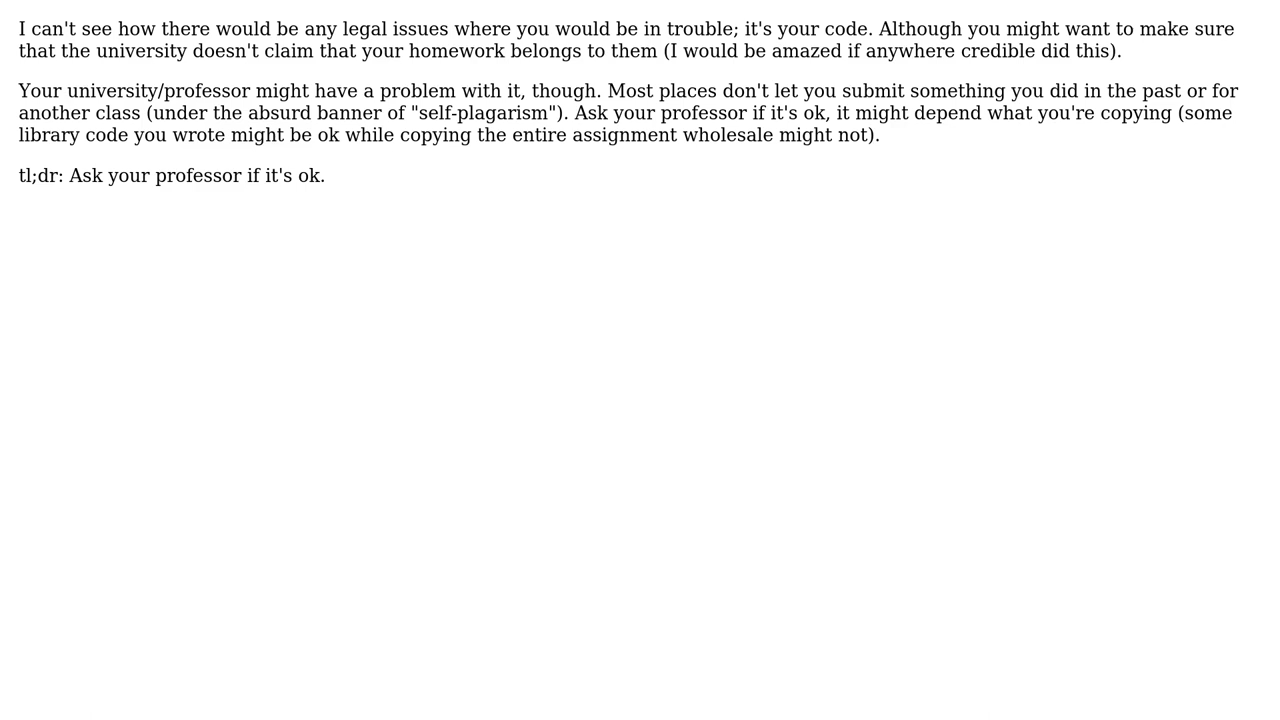 I can't see how there would be any legal issues where you would be in trouble; it's your code. Although you might want to make sure
that the university doesn't claim that your homework belongs to them (I would be amazed if anywhere credible did this).
Your university/professor might have a problem with it, though. Most places don't let you submit something you did in the past or for
another class (under the absurd banner of "self-plagarism"). Ask your professor if it's ok, it might depend what you're copying (some
library code you wrote might be ok while copying the entire assignment wholesale might not).
tl;dr: Ask your professor if it's ok.